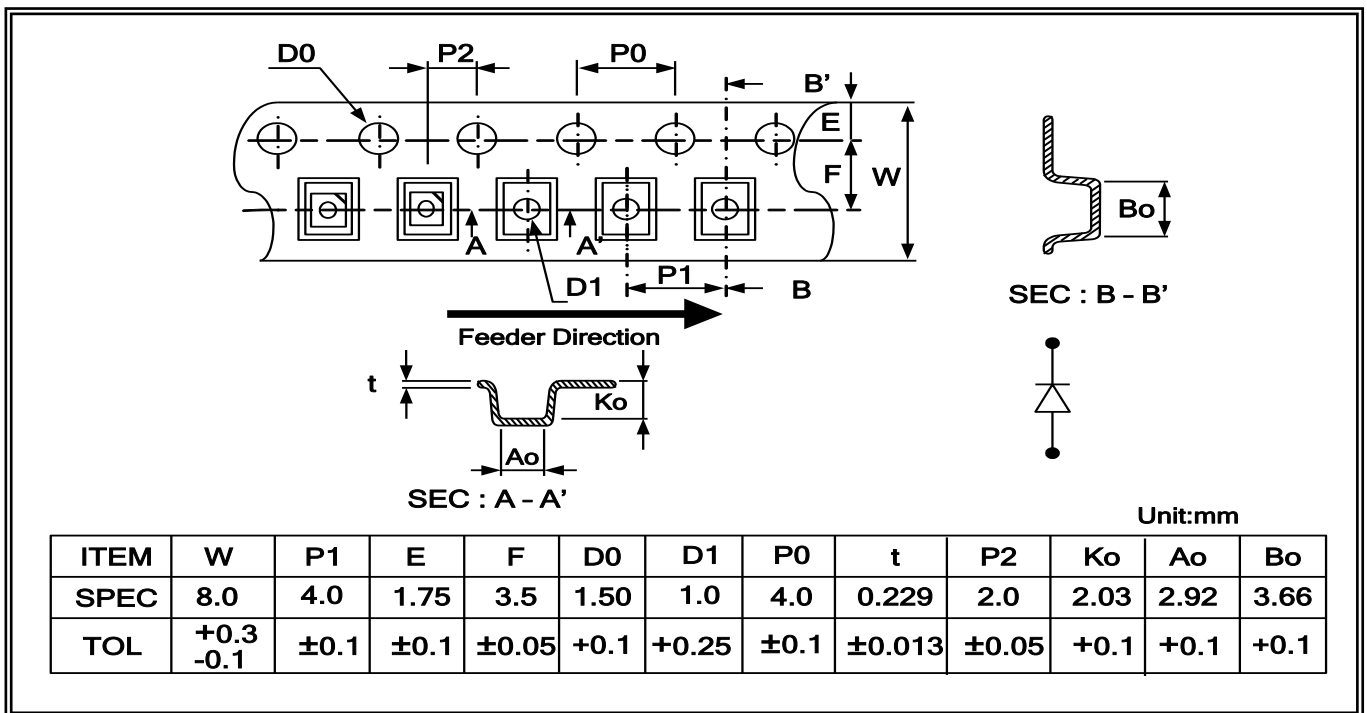 D0
P2
P0
B'
E
F
W
A
A'
D1
P1
B
Feeder Direction
Bo
SEC : B - B'
t
Ko
Ao
SEC : A - A'
Unit:mm
ITEM W P1 E F D0 D1 P0 t P2 Ko Ao Bo
SPEC 8.0 4.0 1.75 3.5 1.50 1.0 4.0 0.229 2.0 2.03 2.92 3.66
TOL +0.3 -0.1 ±0.1 ±0.1 ±0.05 +0.1 +0.25 ±0.1 ±0.013 ±0.05 +0.1 +0.1 +0.1